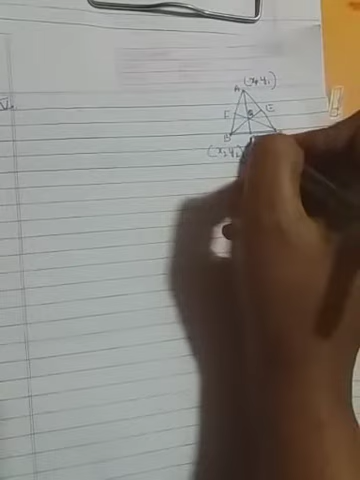 (x₁ y₁)
A
F E
G
B
(x₂ y₂)